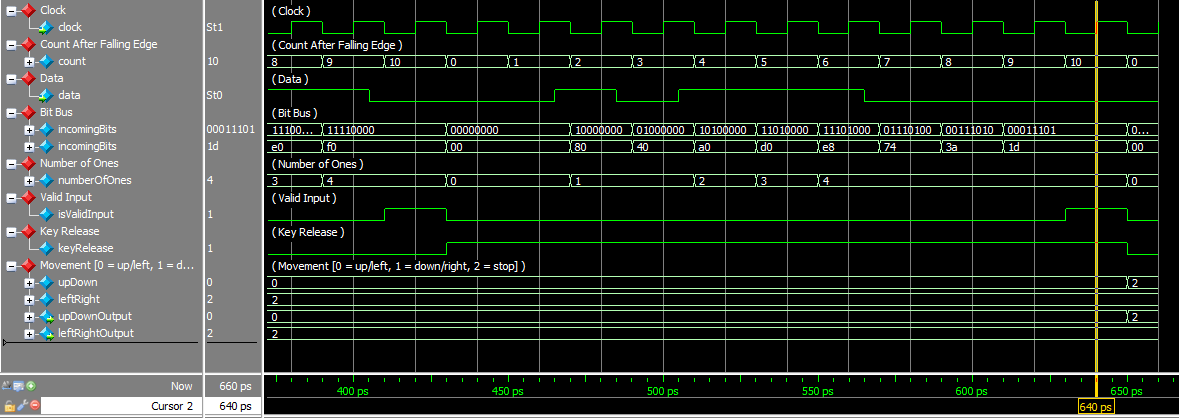 Clock ( Clock )
clock St1
Count After Falling Edge ( Count After Falling Edge )
count 10 8 9 10 0 1 2 3 4 5 6 7 8 9 10 0
Data ( Data )
data St0
Bit Bus ( Bit Bus )
incomingBits 00011101 11100... 11110000 00000000 10000000 01000000 10100000 11010000 11101000 01110100 00111010 00011101 0...
incomingBits 1d e0 f0 00 80 40 a0 d0 e8 74 3a 1d 00
Number of Ones ( Number of Ones )
numberOfOnes 4 3 4 0 1 2 3 4 0
Valid Input ( Valid Input )
isValidInput 1
Key Release ( Key Release )
keyRelease 1
Movement [0 = up/left, 1 = d... ( Movement [0 = up/left, 1 = down/right, 2 = stop] )
upDown 0 0 2
leftRight 2 2
upDownOutput 0 0 2
leftRightOutput 2 2
Now 660 ps 400 ps 450 ps 500 ps 550 ps 600 ps 650 ps
Cursor 2 640 ps 640 ps